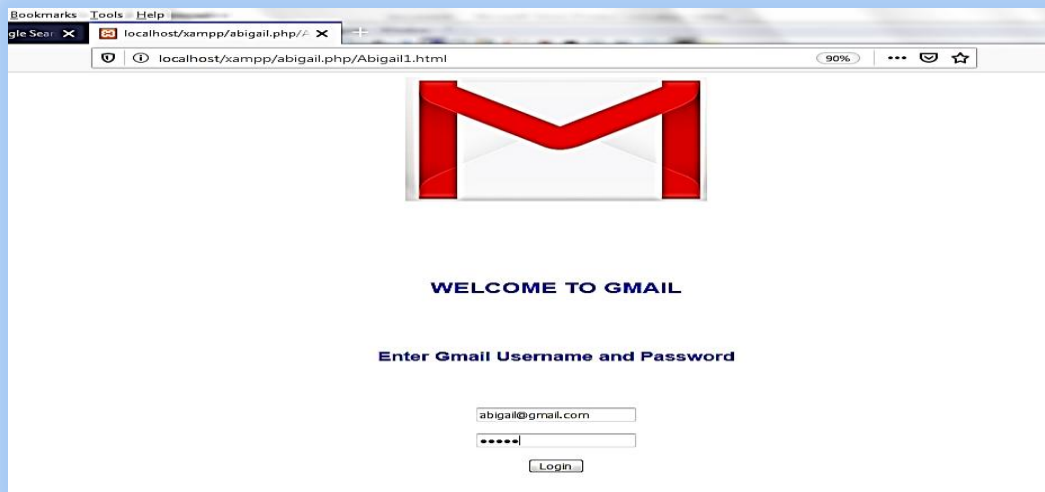 Bookmarks Tools Help
gle Sear
localhost/xampp/abigail.php/A
localhost/xampp/abigail.php/Abigail1.html
90%
WELCOME TO GMAIL
Enter Gmail Username and Password
abigail@gmail.com
•••••
Login